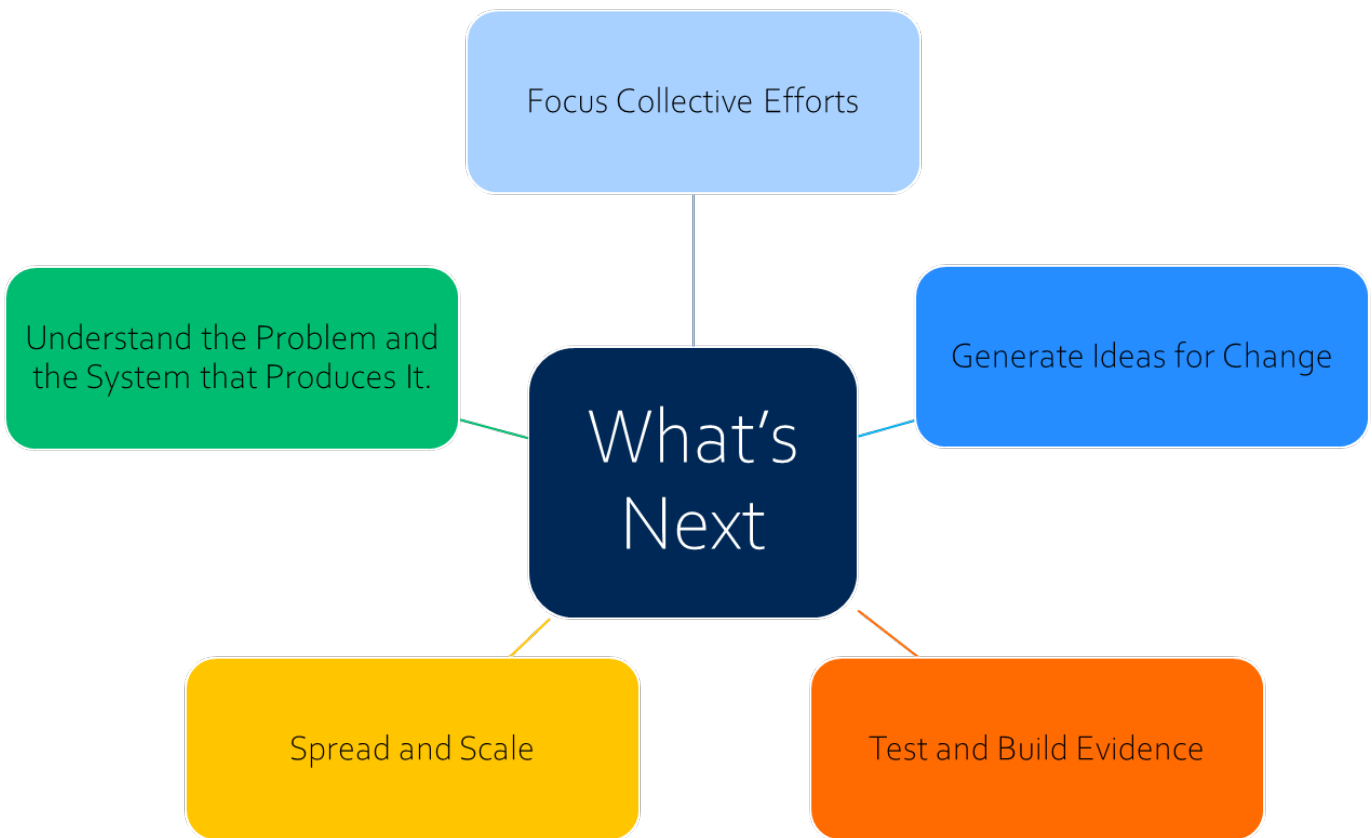 Focus Collective Efforts
Understand the Problem and
the System that Produces It.
Generate Ideas for Change
What’s
Next
Spread and Scale
Test and Build Evidence